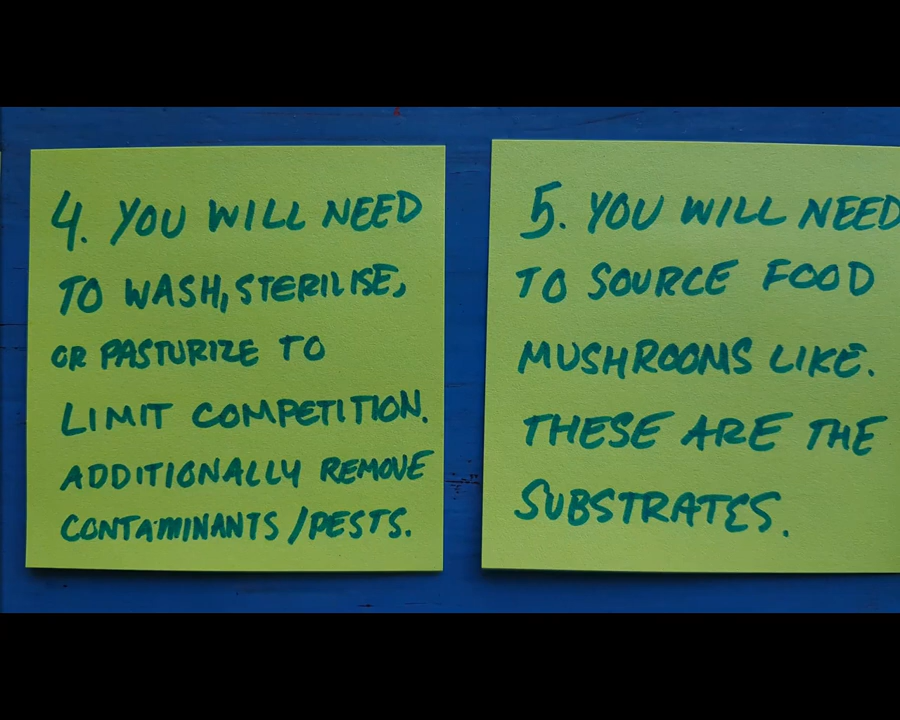 4. YOU WILL NEED
TO WASH, STERILISE,
OR PASTURIZE TO
LIMIT COMPETITION.
ADDITIONALLY REMOVE
CONTAMINANTS/PESTS.
5. YOU WILL NEED
TO SOURCE FOOD
MUSHROOMS LIKE.
THESE ARE THE
SUBSTRATES.